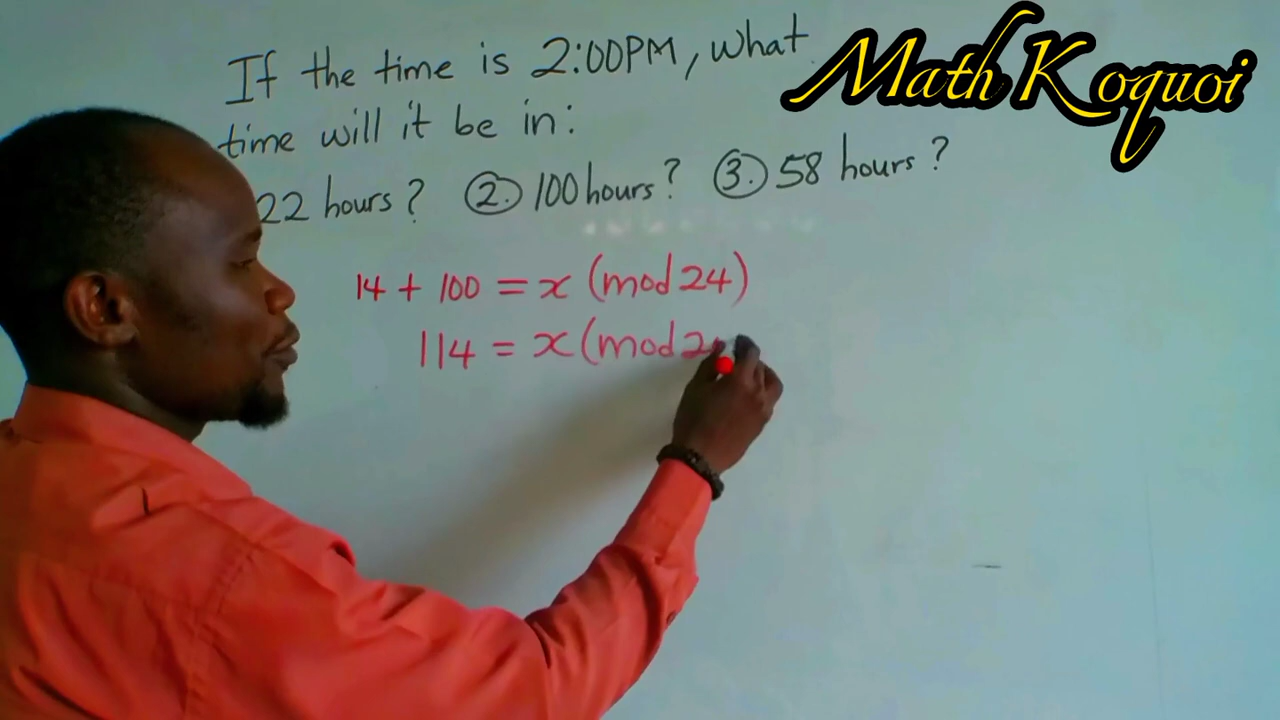 If the time is 2:00PM, what
Math Koquoi
time will it be in:
22 hours? 2. 100 hours? 3. 58 hours?
14 + 100 = x (mod 24)
114 = x (mod 2